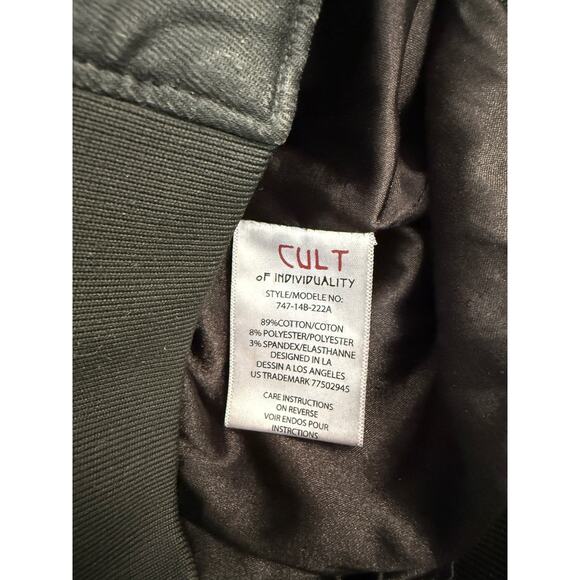 CULT
OF INDIVIDUALITY
STYLE/MODELE NO:
747-14B-222A
89%COTTON/COTON
8% POLYESTER/POLYESTER
3% SPANDEX/ELASTHANNE
DESIGNED IN LA
DESSIN A LOS ANGELES
US TRADEMARK 77502945
CARE INSTRUCTIONS
ON REVERSE
VOIR ENDOS POUR
INSTRCTIONS